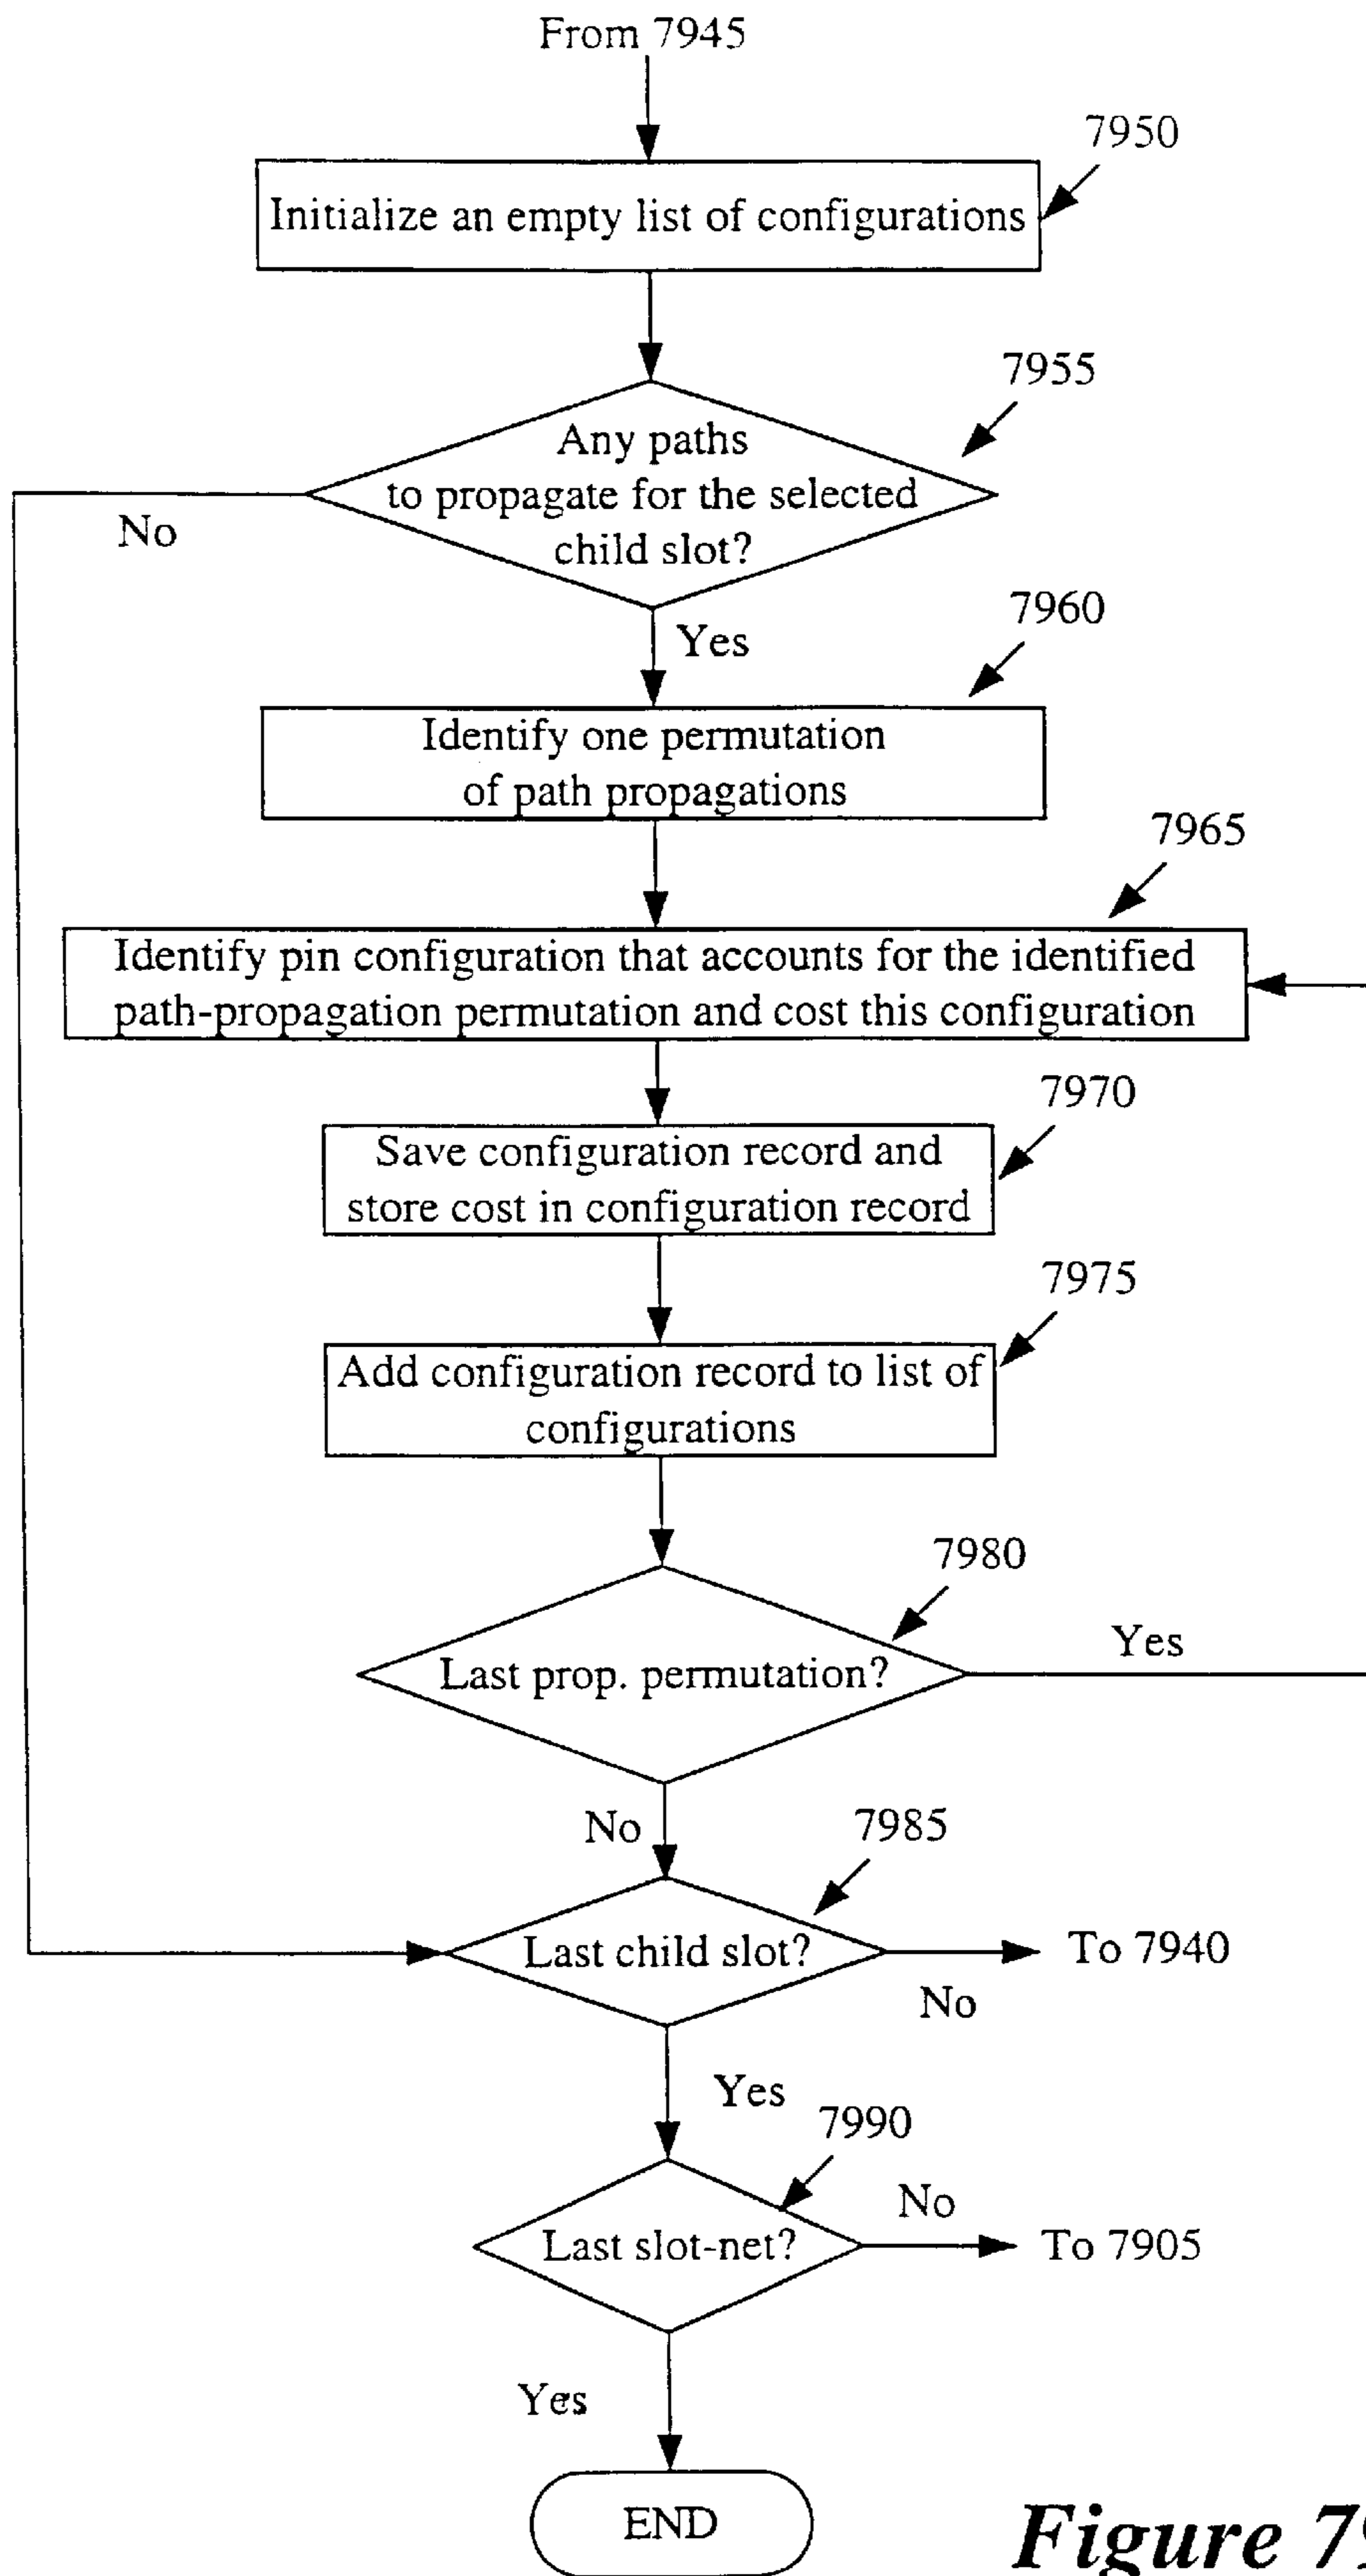 From 7945
7950
Initialize an empty list of configurations
7955
Any paths
to propagate for the selected
child slot?
No
Yes
7960
Identify one permutation
of path propagations
7965
Identify pin configuration that accounts for the identified
path-propagation permutation and cost this configuration
7970
Save configuration record and
store cost in configuration record
7975
Add configuration record to list of
configurations
7980
Last prop. permutation?
Yes
No
7985
Last child slot?
To 7940
No
Yes
7990
Last slot-net?
No
To 7905
Yes
END
Figure 79